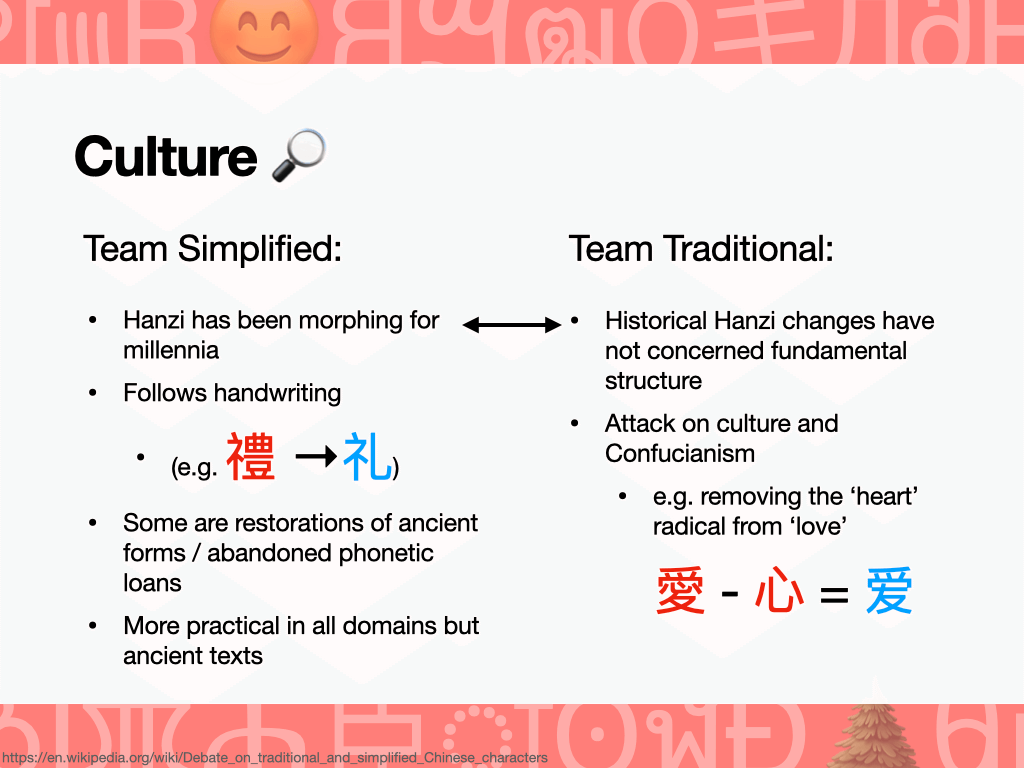 Culture 🔎
Team Simplified:
• Hanzi has been morphing for
millennia
• Follows handwriting
• (e.g. 禮 → 礼)
• Some are restorations of ancient
forms / abandoned phonetic
loans
• More practical in all domains but
ancient texts
Team Traditional:
• Historical Hanzi changes have
not concerned fundamental
structure
• Attack on culture and
Confucianism
• e.g. removing the ‘heart’
radical from ‘love’
愛 - 心 = 爱
https://en.wikipedia.org/wiki/Debate_on_traditional_and_simplified_Chinese_characters